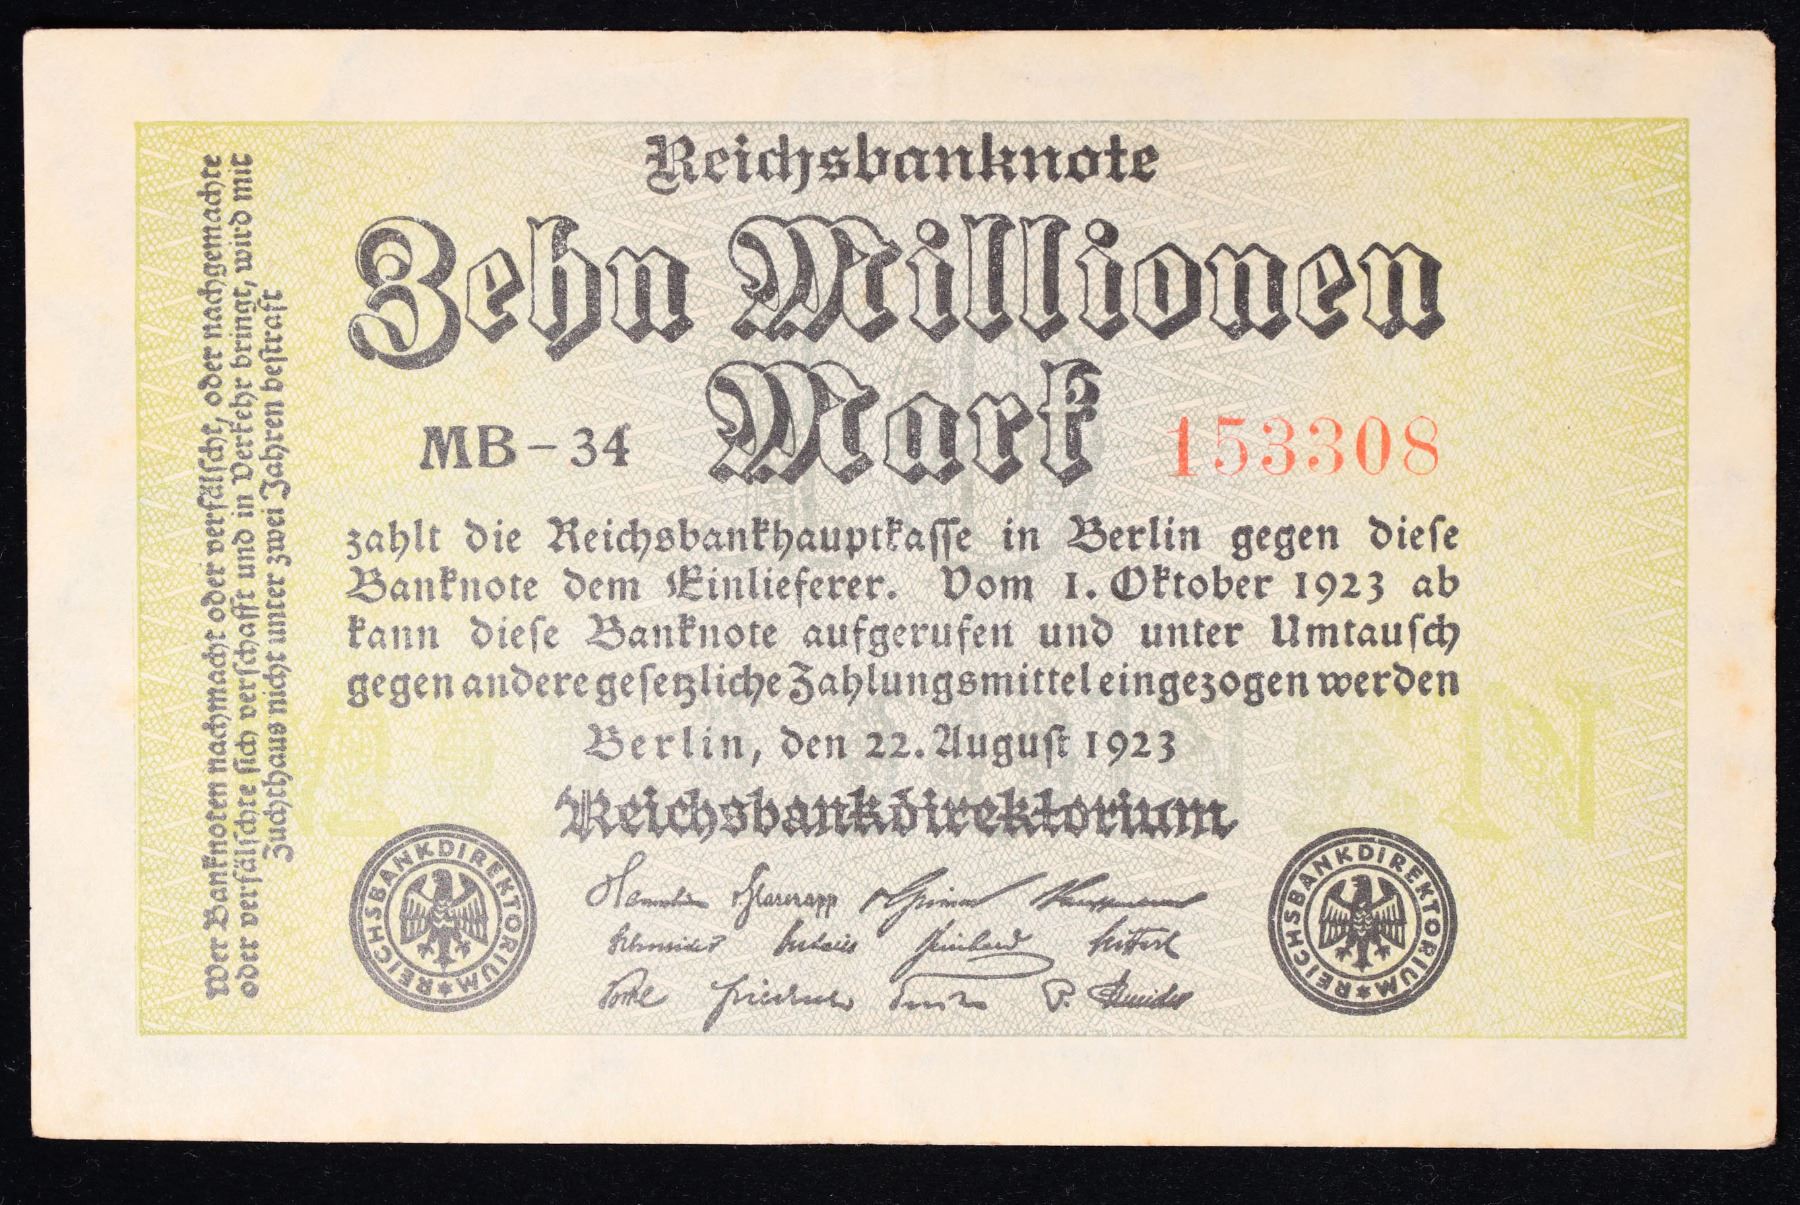 Reichsbanknote
Zehn Millionen
Mark
MB-34
153308
zahlt die Reichsbankhauptkasse in Berlin gegen diese
Banknote dem Einlieferer. Vom 1. Oktober 1923 ab
kann diese Banknote aufgerufen und unter Umtausch
gegen andere gesetzliche Zahlungsmittel eingezogen werden
Berlin, den 22. August 1923
Reichsbankdirektorium
REICHSBANKDIREKTORIUM
REICHSBANKDIREKTORIUM
Wer Banknoten nachmacht oder verfälscht, oder nachgemachte
oder verfälschte sich verschafft und in Verkehr bringt, wird mit
Zuchthaus nicht unter zwei Jahren bestraft